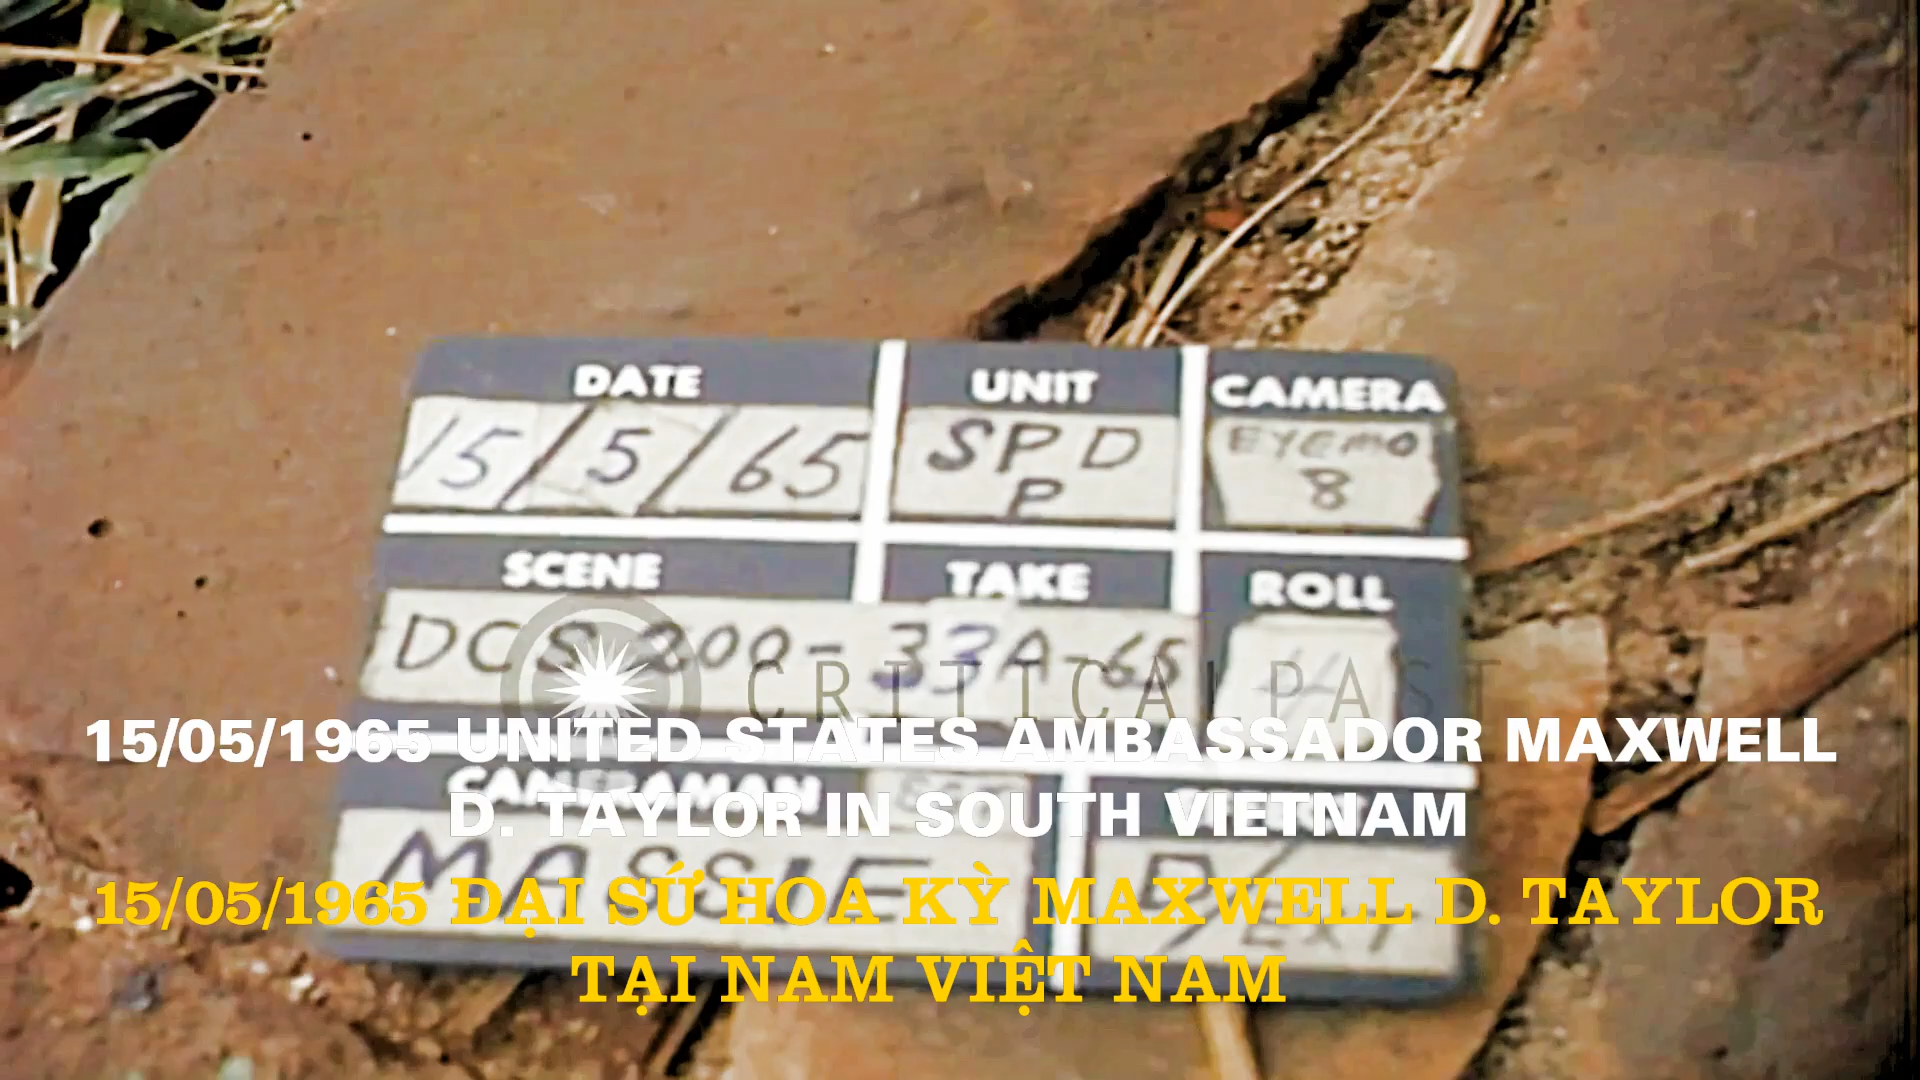 DATE UNIT CAMERA
15/5/65 SPD EYEMO
P 8
SCENE TAKE ROLL
DCS 200-33A-65
CRITICALPAST
15/05/1965 UNITED STATES AMBASSADOR MAXWELL
CAMERAMAN
D. TAYLOR IN SOUTH VIETNAM
MASSIE D/EXT
15/05/1965 ĐẠI SỨ HOA KỲ MAXWELL D. TAYLOR
TẠI NAM VIỆT NAM